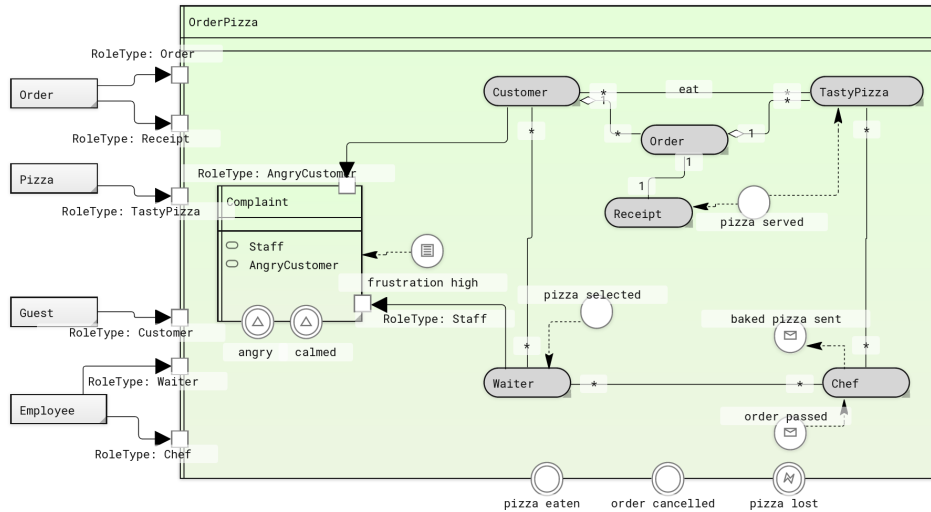 OrderPizza
RoleType: Order
Order
RoleType: Receipt
Pizza
RoleType: TastyPizza
Guest
RoleType: Customer
RoleType: Waiter
Employee
RoleType: Chef
RoleType: AngryCustomer
Complaint
Staff
AngryCustomer
angry
calmed
frustration high
RoleType: Staff
Customer
*
eat
*
TastyPizza
1
*
*
*
Order
1
*
1
1
Receipt
pizza served
pizza selected
baked pizza sent
*
*
Waiter
*
*
Chef
order passed
pizza eaten
order cancelled
pizza lost